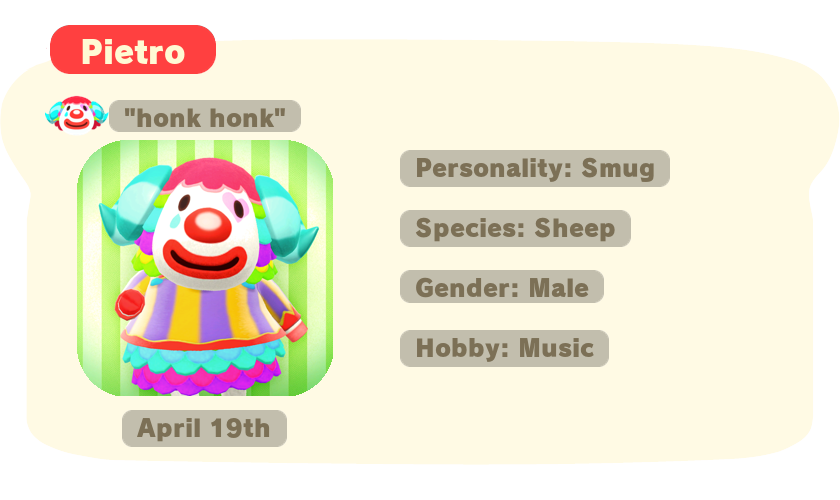 Pietro
"honk honk"
Personality: Smug
Species: Sheep
Gender: Male
Hobby: Music
April 19th